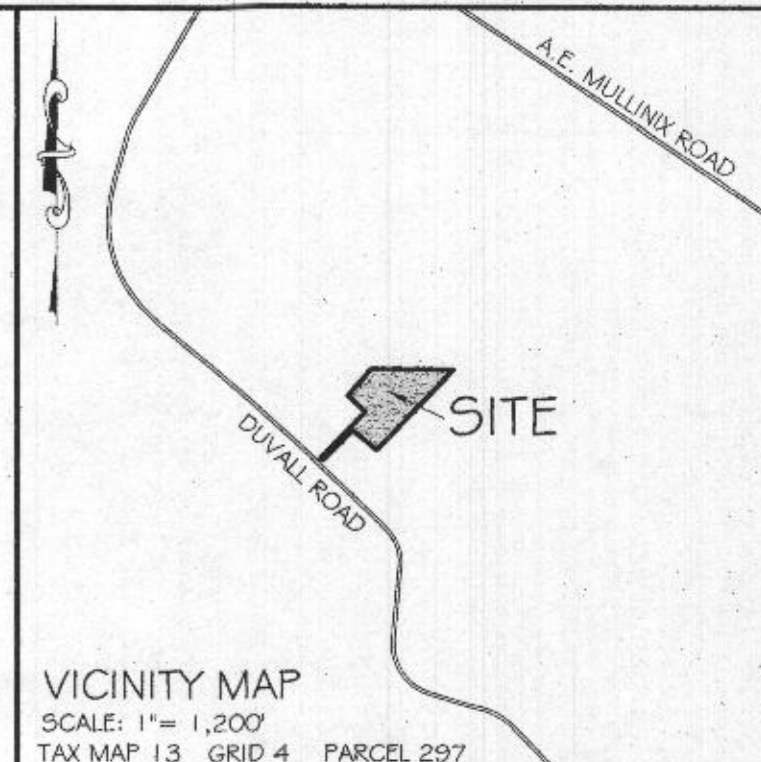 A.E. MULLINIX ROAD
SITE
DUVALL ROAD
VICINITY MAP
SCALE: 1"= 1,200'
TAX MAP 13 GRID 4 PARCEL 297